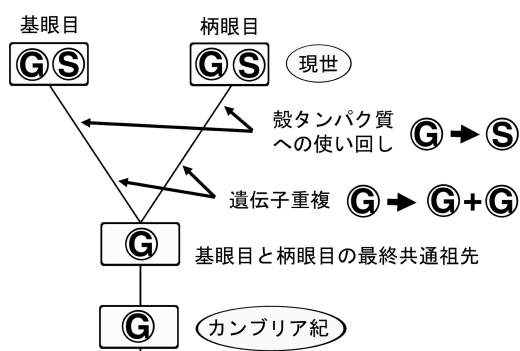 基眼目
柄眼目
G S
G S
現世
殻タンパク質
への使い回し
G S
遺伝子重複
G G+G
G
基眼目と柄眼目の最終共通祖先
G
カンブリア紀